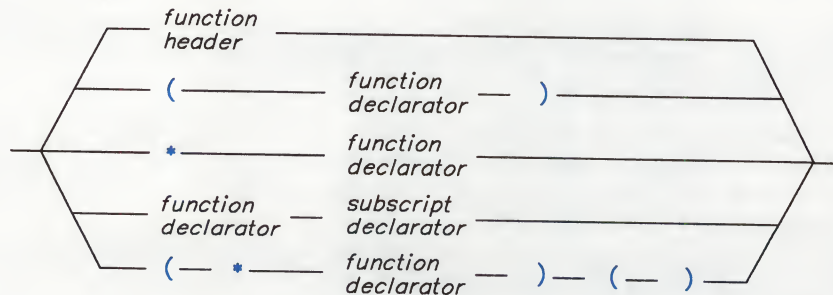 function
header
( function
declarator )
* function
declarator
function
declarator subscript
declarator
( * function
declarator ) ( )